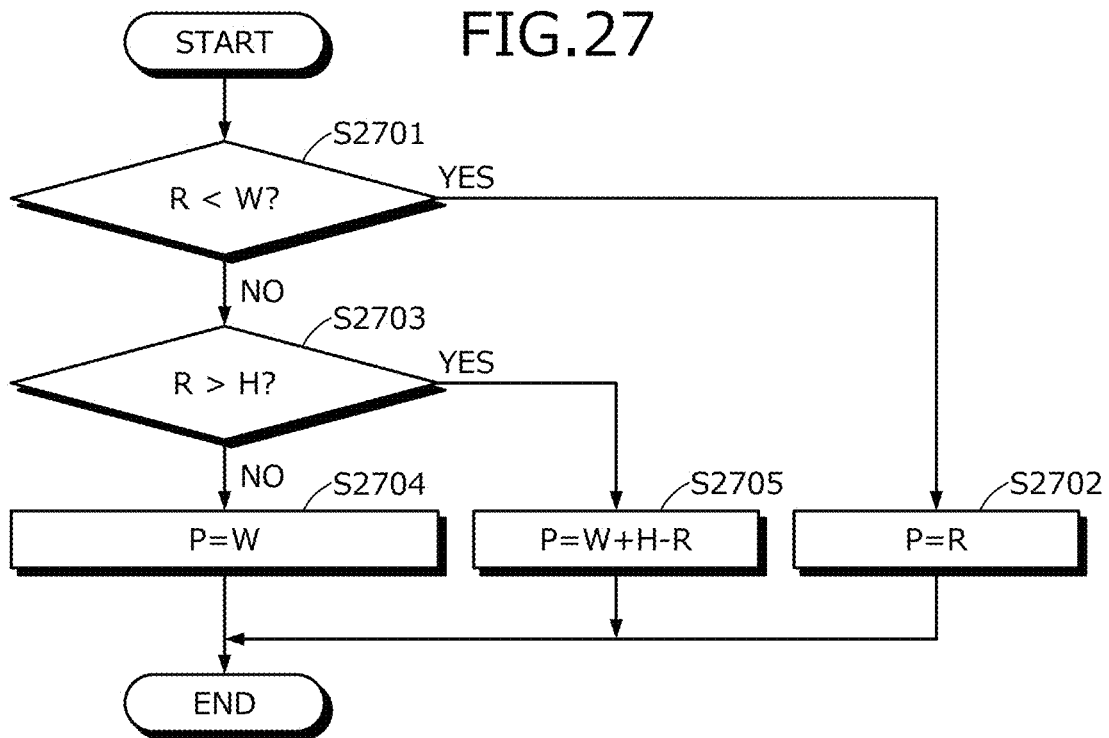 FIG.27
START
S2701
R < W?
YES
NO
S2703
R > H?
YES
NO
S2704
P=W
S2705
P=W+H-R
S2702
P=R
END